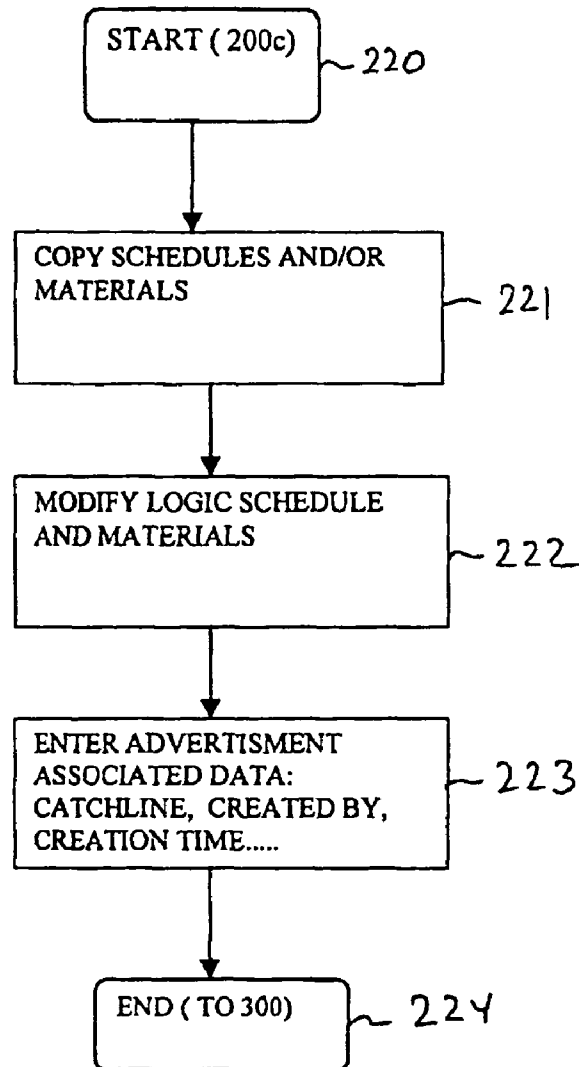 START ( 200c)
220
COPY SCHEDULES AND/OR
MATERIALS
221
MODIFY LOGIC SCHEDULE
AND MATERIALS
222
ENTER ADVERTISMENT
ASSOCIATED DATA:
CATCHLINE, CREATED BY,
CREATION TIME.....
223
END ( TO 300)
224